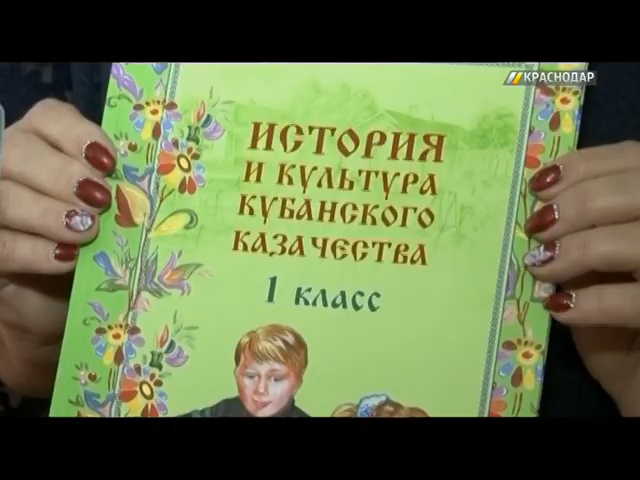 КРАСНОДАР
ИСТОРИЯ
И КУЛЬТУРА
КУБАНСКОГО
КАЗАЧЕСТВА
1 класс